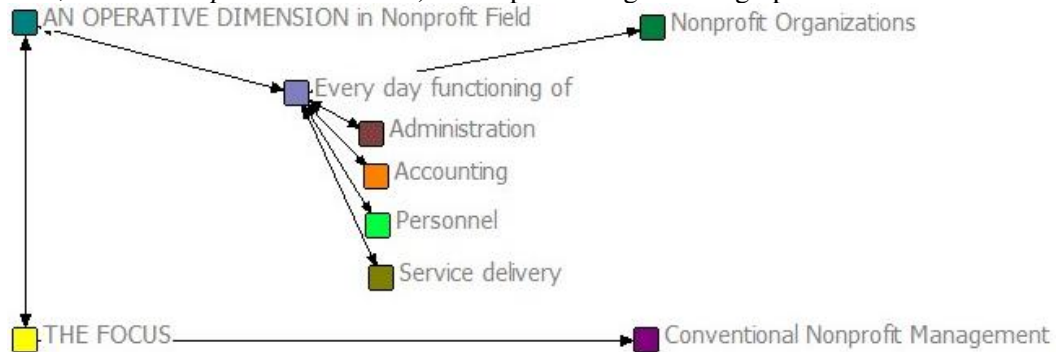 AN OPERATIVE DIMENSION in Nonprofit Field
Nonprofit Organizations
Every day functioning of
Administration
Accounting
Personnel
Service delivery
THE FOCUS
Conventional Nonprofit Management